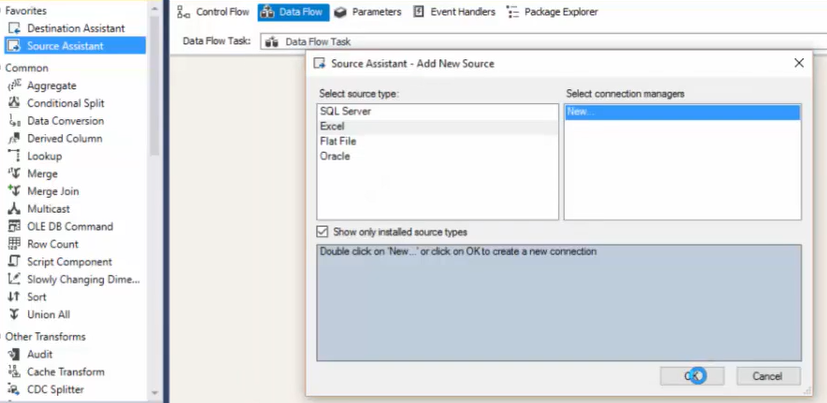 Favorites
Destination Assistant
Source Assistant
Common
Aggregate
Conditional Split
Data Conversion
Derived Column
Lookup
Merge
Merge Join
Multicast
OLE DB Command
Row Count
Script Component
Slowly Changing Dime...
Sort
Union All
Other Transforms
Audit
Cache Transform
CDC Splitter
Control Flow Data Flow Parameters Event Handlers Package Explorer
Data Flow Task: Data Flow Task
Source Assistant - Add New Source
Select source type: Select connection managers
SQL Server New...
Excel
Flat File
Oracle
Show only installed source types
Double click on 'New...' or click on OK to create a new connection
OK Cancel